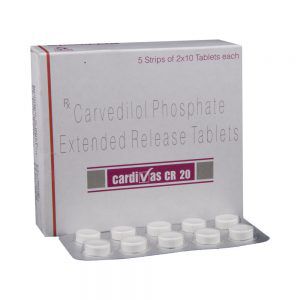 5 Strips of 2x10 Tablets each
℞ Carvedilol Phosphate
Extended Release Tablets
cardivas CR 20